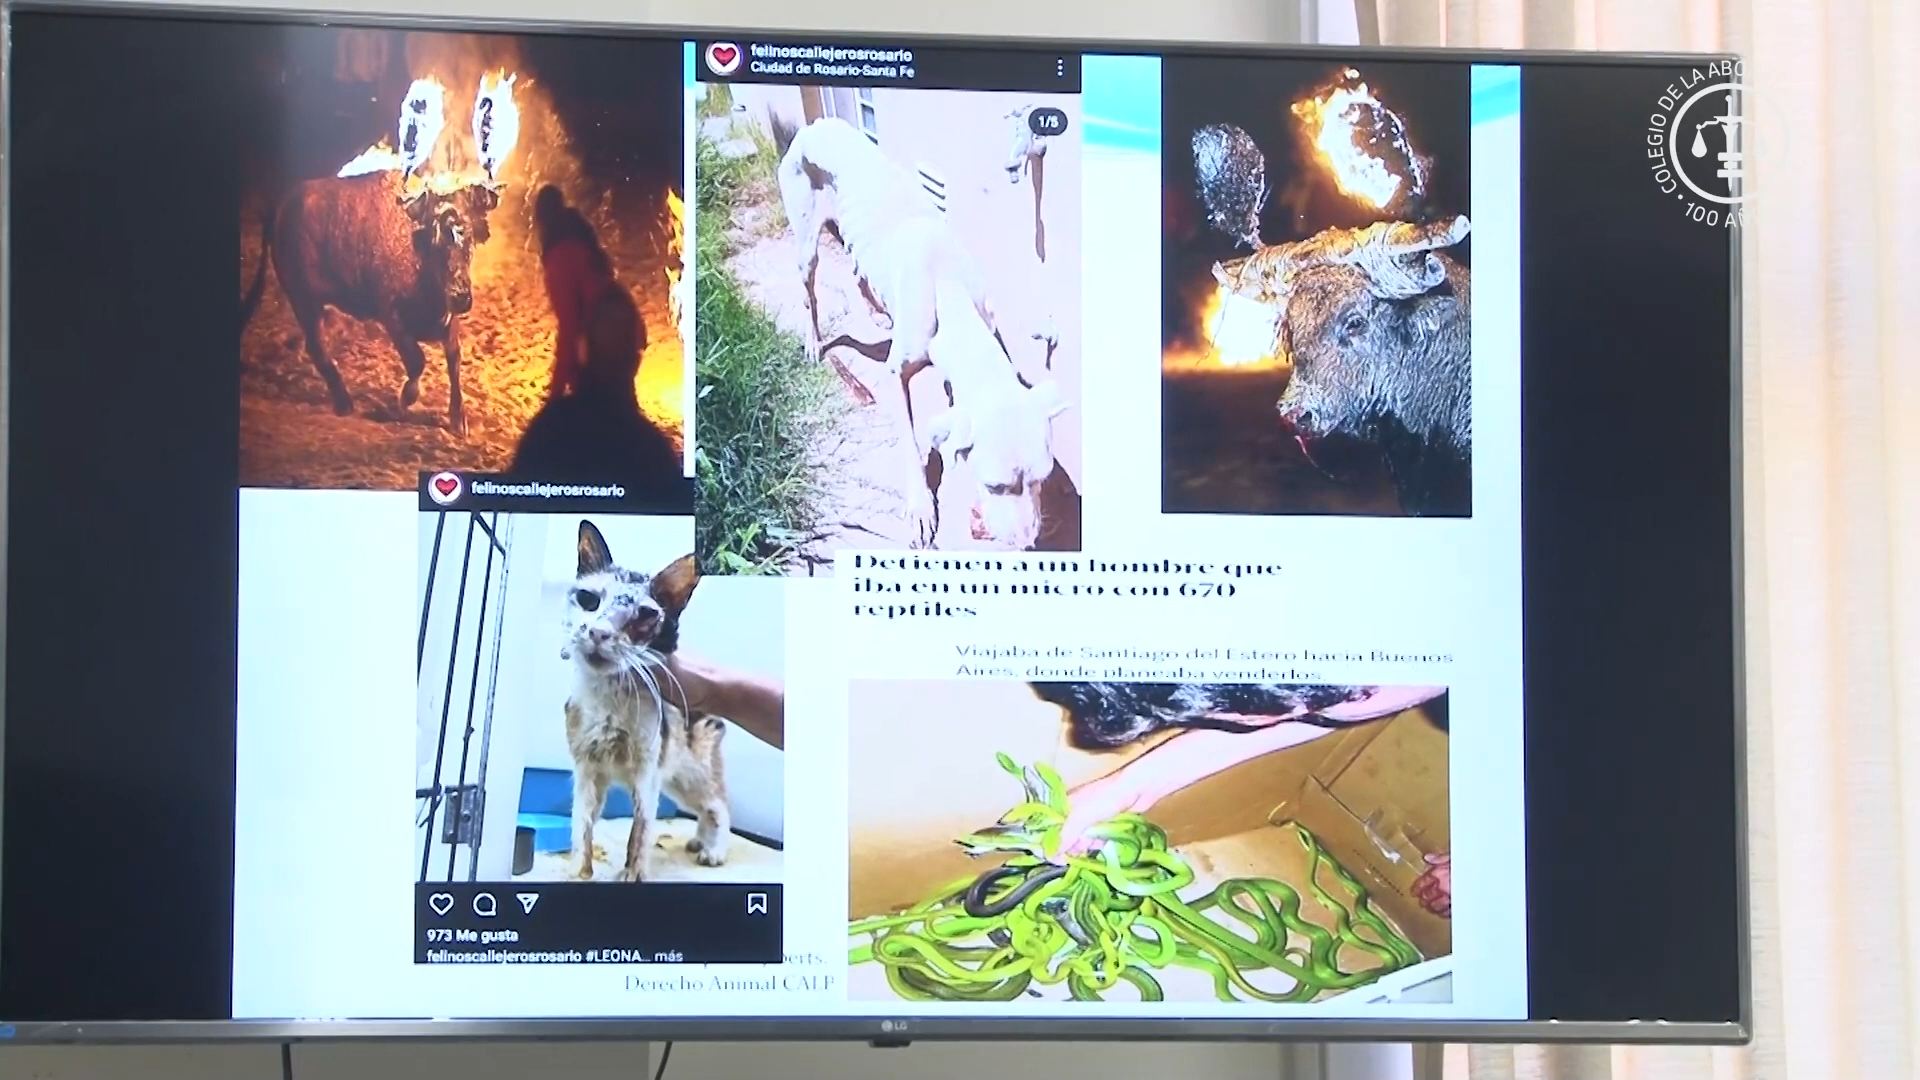 felinoscallejerosrosario
Ciudad de Rosario-Santa Fe
1/5
COLEGIO DE LA ABO
100 AÑ
felinoscallejerosrosario
Detienen a un hombre que
iba en un micro con 670
reptiles
Viajaba de Santiago del Estero hacia Buenos
Aires, donde planeaba venderlos.
973 Me gusta
felinoscallejerosrosario #LEONA... más
Derecho Animal CALP
LG